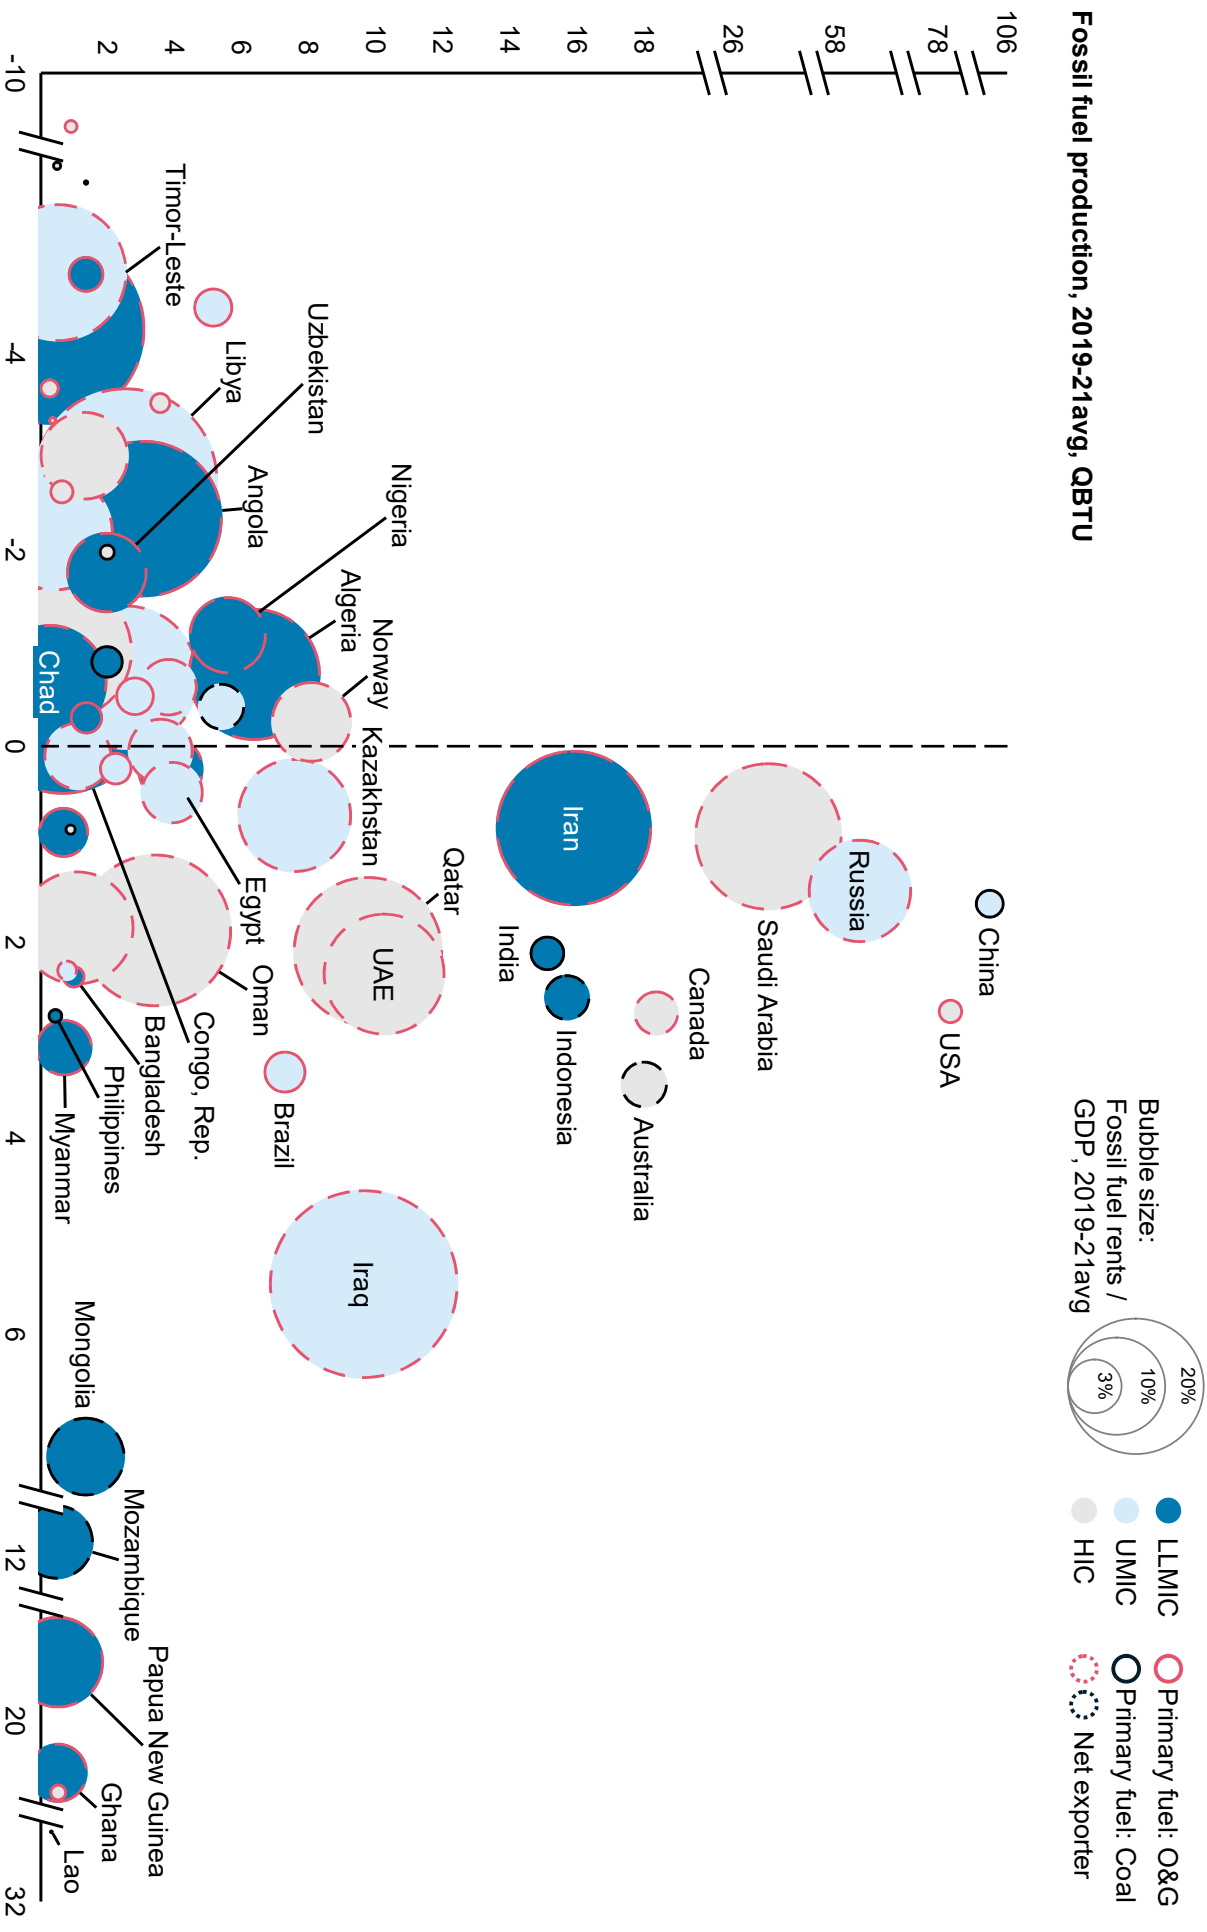 Fossil fuel production, 2019-21avg, QBTU
Bubble size:
Fossil fuel rents /
GDP, 2019-21avg
20%
10%
3%
LLMIC
UMIC
HIC
Primary fuel: O&G
Primary fuel: Coal
Net exporter
106
78
58
26
18
16
14
12
10
8
6
4
2
China
USA
Russia
Saudi Arabia
Canada
Australia
Iran
India
Indonesia
Qatar
UAE
Kazakhstan
Norway
Algeria
Nigeria
Iraq
Brazil
Uzbekistan
Angola
Egypt
Oman
Libya
Timor-Leste
Congo, Rep.
Bangladesh
Philippines
Myanmar
Chad
Mongolia
Mozambique
Papua New Guinea
Ghana
Lao
-10
-4
-2
0
2
4
6
12
20
32